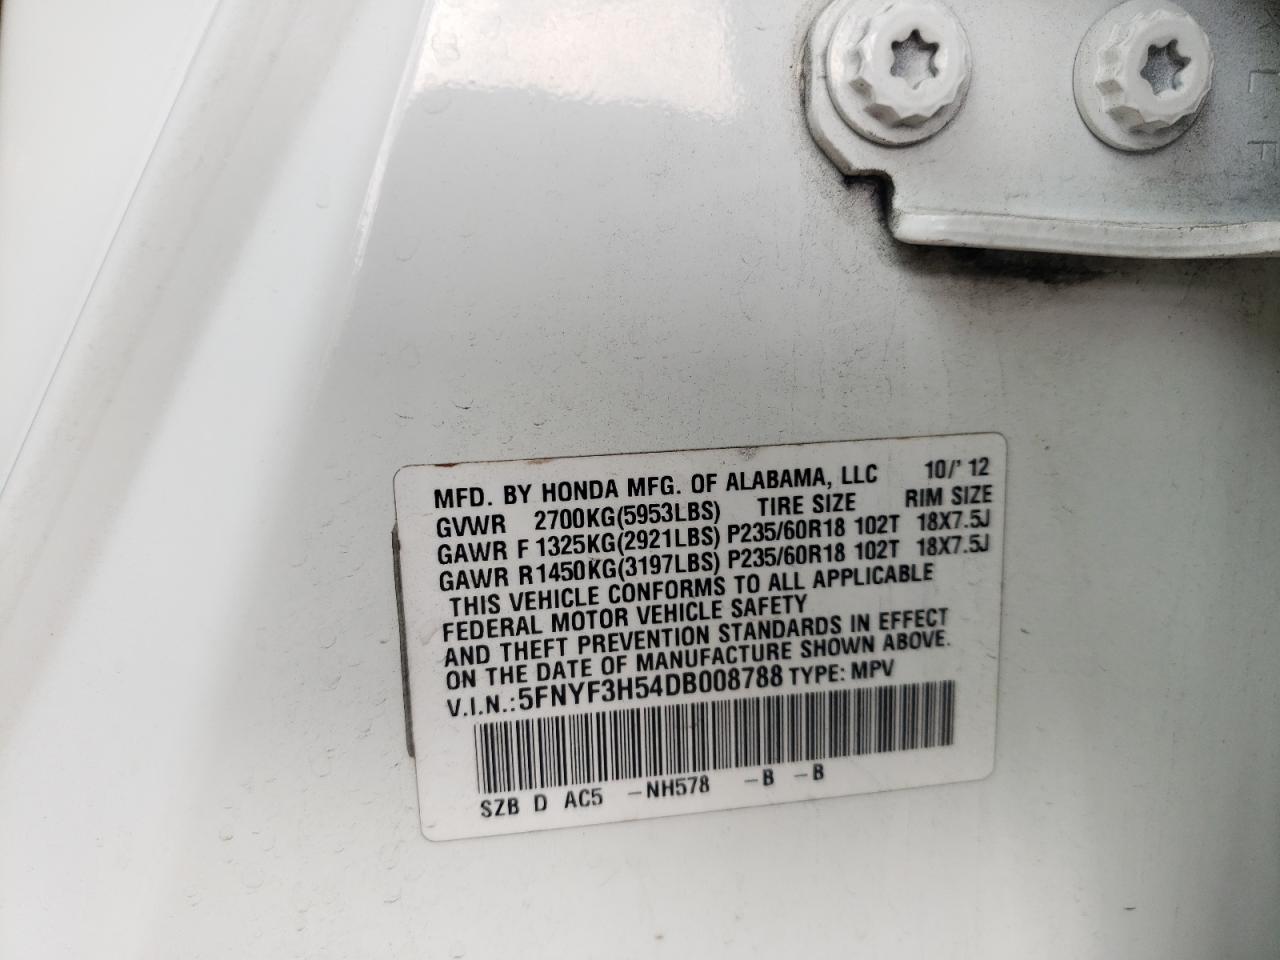 L
F
MFD. BY HONDA MFG. OF ALABAMA, LLC 10/' 12
GVWR 2700KG(5953LBS) TIRE SIZE RIM SIZE
GAWR F 1325KG(2921LBS) P235/60R18 102T 18X7.5J
GAWR R1450KG(3197LBS) P235/60R18 102T 18X7.5J
THIS VEHICLE CONFORMS TO ALL APPLICABLE
FEDERAL MOTOR VEHICLE SAFETY
AND THEFT PREVENTION STANDARDS IN EFFECT
ON THE DATE OF MANUFACTURE SHOWN ABOVE.
V.I.N.:5FNYF3H54DB008788 TYPE: MPV
SZB D AC5 -NH578 -B -B